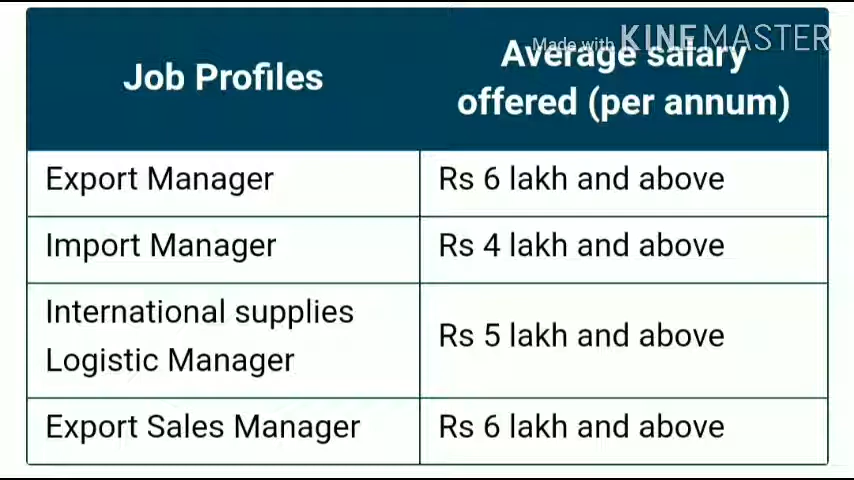 Made with KINEMASTER
Job Profiles
Average salary
offered (per annum)
Export Manager
Rs 6 lakh and above
Import Manager
Rs 4 lakh and above
International supplies
Logistic Manager
Rs 5 lakh and above
Export Sales Manager
Rs 6 lakh and above